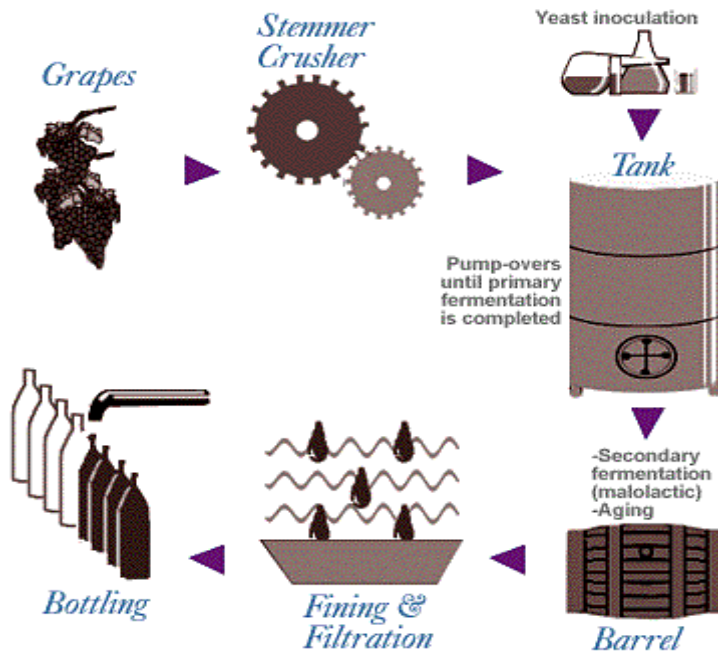 Grapes
Stemmer
Crusher
Yeast inoculation
Tank
Pump-overs
until primary
fermentation
is completed
-Secondary
fermentation
(malolactic)
-Aging
Barrel
Fining &
Filtration
Bottling